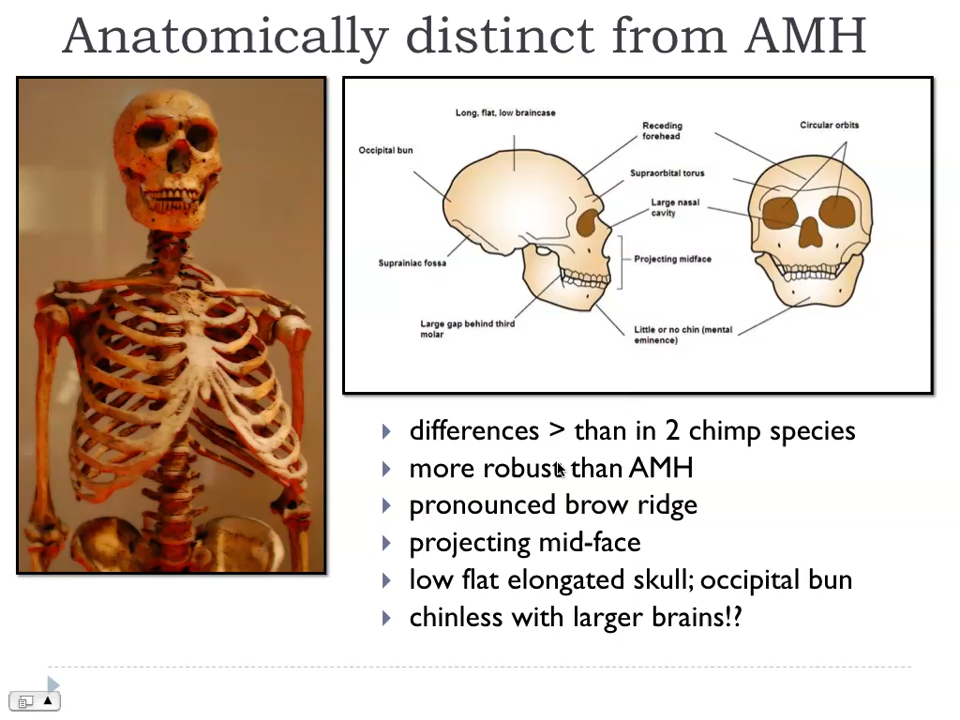 Anatomically distinct from AMH
Long, flat, low braincase
Occipital bun
Receding
forehead
Circular orbits
Supraorbital torus
Large nasal
cavity
Suprainiac fossa
Projecting midface
Large gap behind third
molar
Little or no chin (mental
eminence)
differences > than in 2 chimp species
more robust than AMH
pronounced brow ridge
projecting mid-face
low flat elongated skull; occipital bun
chinless with larger brains!?